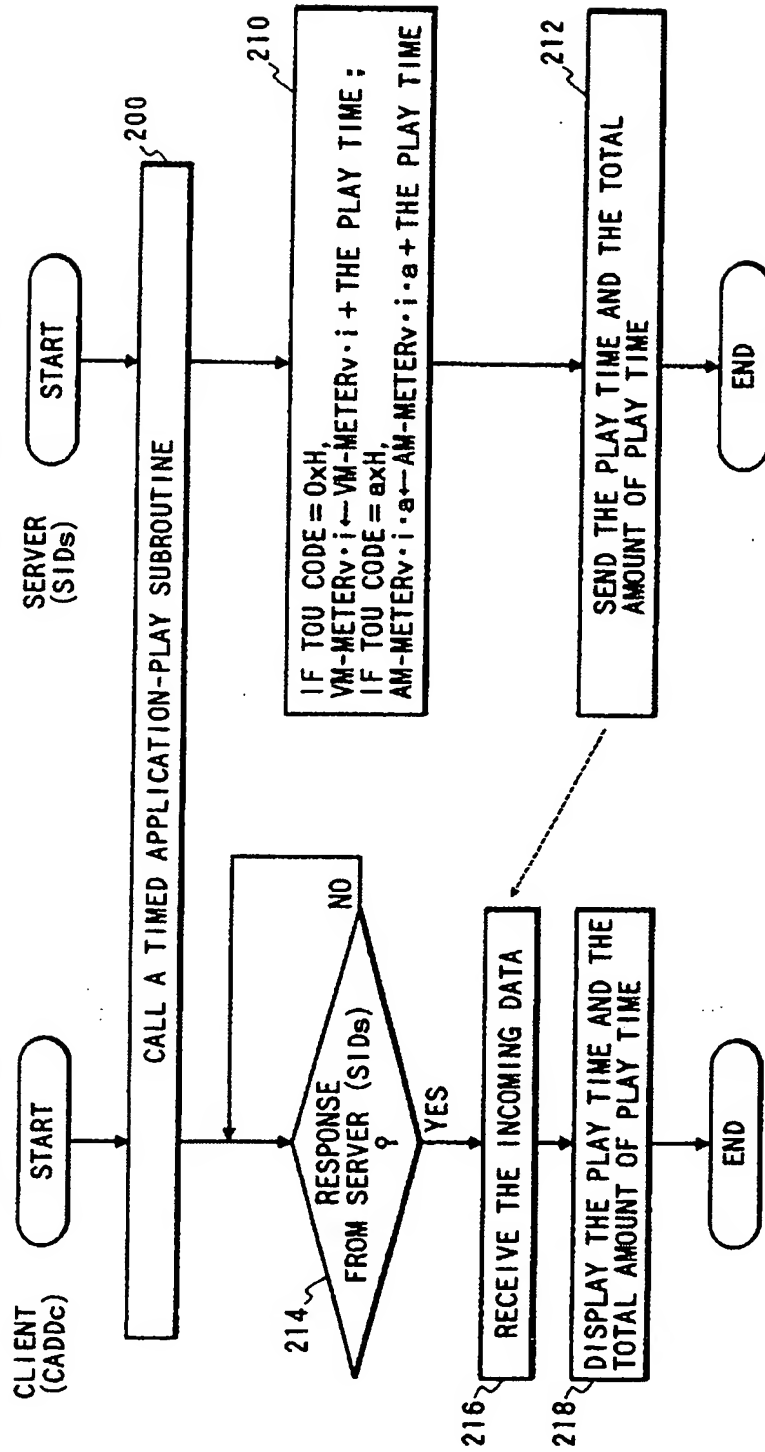 CLIENT
(CADDc)
SERVER
(SIDs)
START
START
200
CALL A TIMED APPLICATION-PLAY SUBROUTINE
214
RESPONSE
FROM SERVER (SIDs)
?
NO
YES
210
IF TOU CODE=0xH,
VM-METERv·i←VM-METERv·i+THE PLAY TIME;
IF TOU CODE=axH,
AM-METERv·i·a←AM-METERv·i·a+THE PLAY TIME
216
RECEIVE THE INCOMING DATA
212
SEND THE PLAY TIME AND THE TOTAL
AMOUNT OF PLAY TIME
218
DISPLAY THE PLAY TIME AND THE
TOTAL AMOUNT OF PLAY TIME
END
END